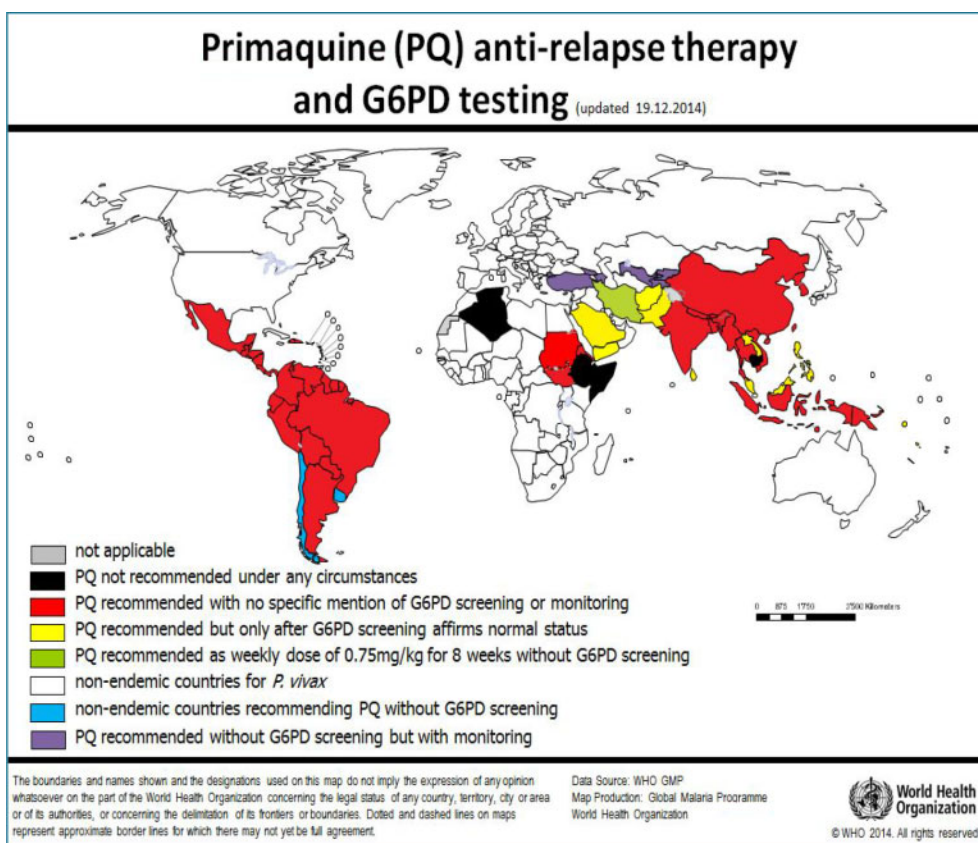 Primaquine (PQ) anti-relapse therapy
and G6PD testing (updated 19.12.2014)
not applicable
PQ not recommended under any circumstances
PQ recommended with no specific mention of G6PD screening or monitoring
PQ recommended but only after G6PD screening affirms normal status
PQ recommended as weekly dose of 0.75mg/kg for 8 weeks without G6PD screening
non-endemic countries for P. vivax
non-endemic countries recommending PQ without G6PD screening
PQ recommended without G6PD screening but with monitoring
0 875 1750 Kilometers
The boundaries and names shown and the designations used on this map do not imply the expression of any opinion
whatsoever on the part of the World Health Organization concerning the legal status of any country, territory, city or area
or of its authorities, or concerning the delimitation of its frontiers or boundaries. Dotted and dashed lines on maps
represent approximate border lines for which there may not yet be full agreement.
Data Source: WHO GMP
Map Production: Global Malaria Programme
World Health Organization
World Health
Organization
© WHO 2014. All rights reserved